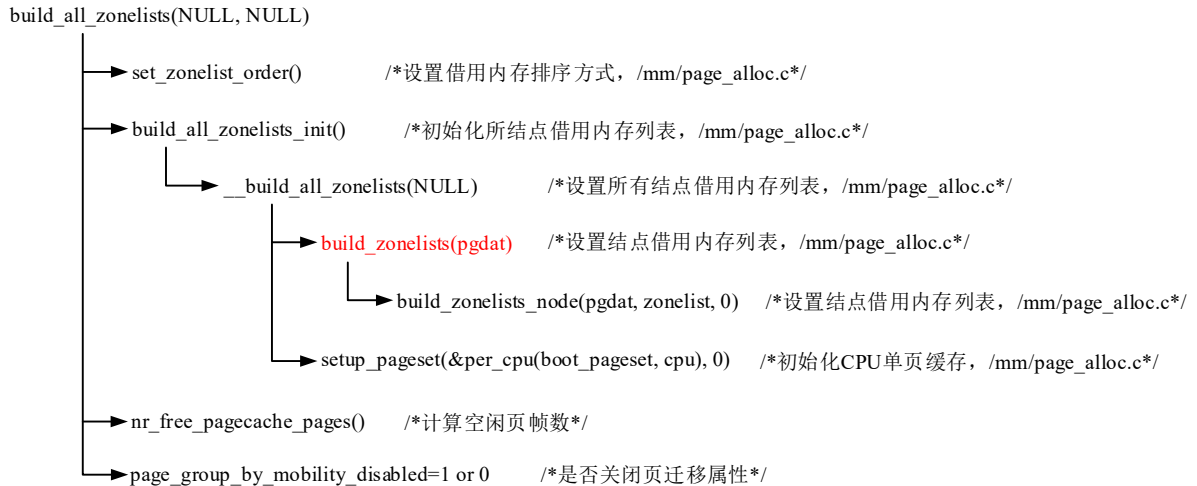 build_all_zonelists(NULL, NULL)
set_zonelist_order() /*设置借用内存排序方式，/mm/page_alloc.c*/
build_all_zonelists_init() /*初始化所结点借用内存列表，/mm/page_alloc.c*/
__build_all_zonelists(NULL) /*设置所有结点借用内存列表，/mm/page_alloc.c*/
build_zonelists(pgdat) /*设置结点借用内存列表，/mm/page_alloc.c*/
build_zonelists_node(pgdat, zonelist, 0) /*设置结点借用内存列表，/mm/page_alloc.c*/
setup_pageset(&per_cpu(boot_pageset, cpu), 0) /*初始化CPU单页缓存，/mm/page_alloc.c*/
nr_free_pagecache_pages() /*计算空闲页帧数*/
page_group_by_mobility_disabled=1 or 0 /*是否关闭页迁移属性*/